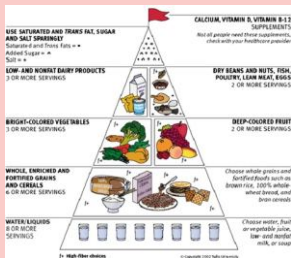 CALCIUM, VITAMIN D, VITAMIN B-12
SUPPLEMENTS
Not all people need these supplements,
check with your healthcare provider
USE SATURATED AND TRANS FAT, SUGAR
AND SALT SPARINGLY
Saturated and Trans Fats = •
Added Sugar = ▲
Salt = +
LOW- AND NONFAT DAIRY PRODUCTS
3 OR MORE SERVINGS
DRY BEANS AND NUTS, FISH,
POULTRY, LEAN MEAT, EGGS
2 OR MORE SERVINGS
BRIGHT-COLORED VEGETABLES
3 OR MORE SERVINGS
DEEP-COLORED FRUIT
2 OR MORE SERVINGS
WHOLE, ENRICHED AND
FORTIFIED GRAINS
AND CEREALS
6 OR MORE SERVINGS
Choose whole grains and
fortified foods such as
brown rice, 100% whole-
wheat bread, and
bran cereals
WATER/LIQUIDS
8 OR MORE
SERVINGS
Choose water, fruit
or vegetable juice,
low- and nonfat
milk, or soup
f+ High-fiber choices
© Copyright 2002 Tufts University